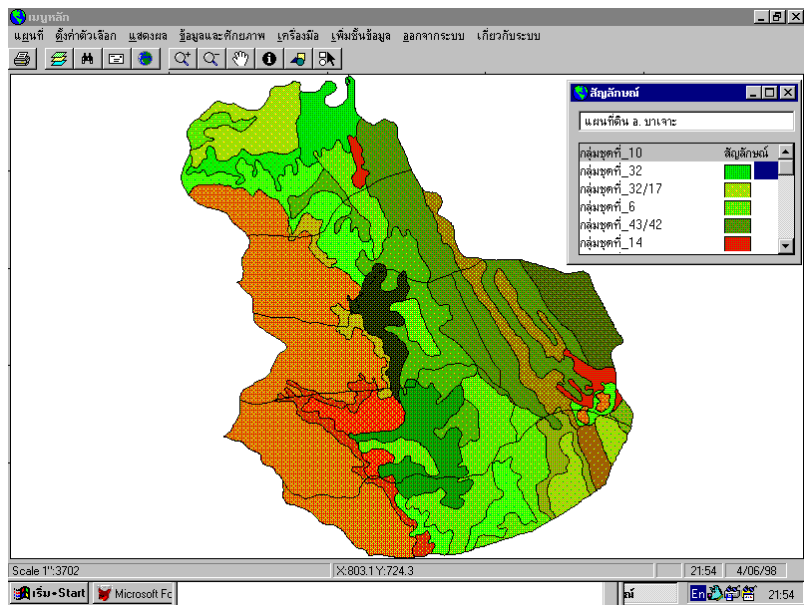 เมนูหลัก
แผนที่ ตั้งค่าตัวเลือก แสดงผล ข้อมูลและศักยภาพ เครื่องมือ เพิ่มชั้นข้อมูล ออกจากระบบ เกี่ยวกับระบบ
สัญลักษณ์
แผนที่ดิน อ. บาเจาะ
กลุ่มชุดที่_10 สัญลักษณ์
กลุ่มชุดที่_32
กลุ่มชุดที่_32/17
กลุ่มชุดที่_6
กลุ่มชุดที่_43/42
กลุ่มชุดที่_14
Scale 1":3702 X:803.1 Y:724.3 21:54 4/06/98
เริ่ม•Start Microsoft Fo ณ์ En 21:54